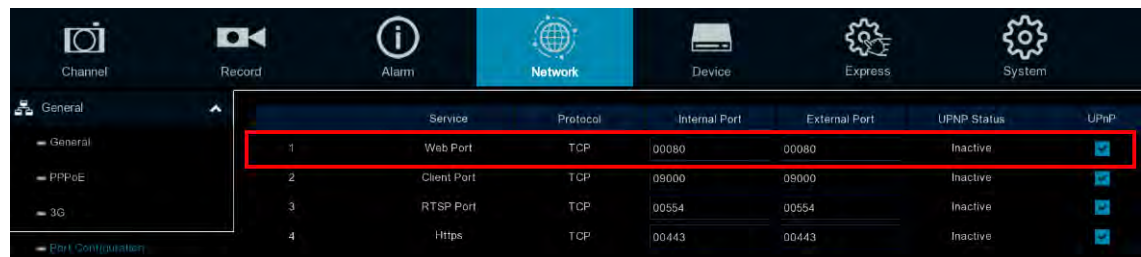 Channel Record Alarm Network Device Express System
General
Service Protocol Internal Port External Port UPNP Status UPnP
General
1 Web Port TCP 00080 00080 Inactive
PPPoE
2 Client Port TCP 09000 09000 Inactive
3G
3 RTSP Port TCP 00554 00554 Inactive
Port Configuration
4 Https TCP 00443 00443 Inactive